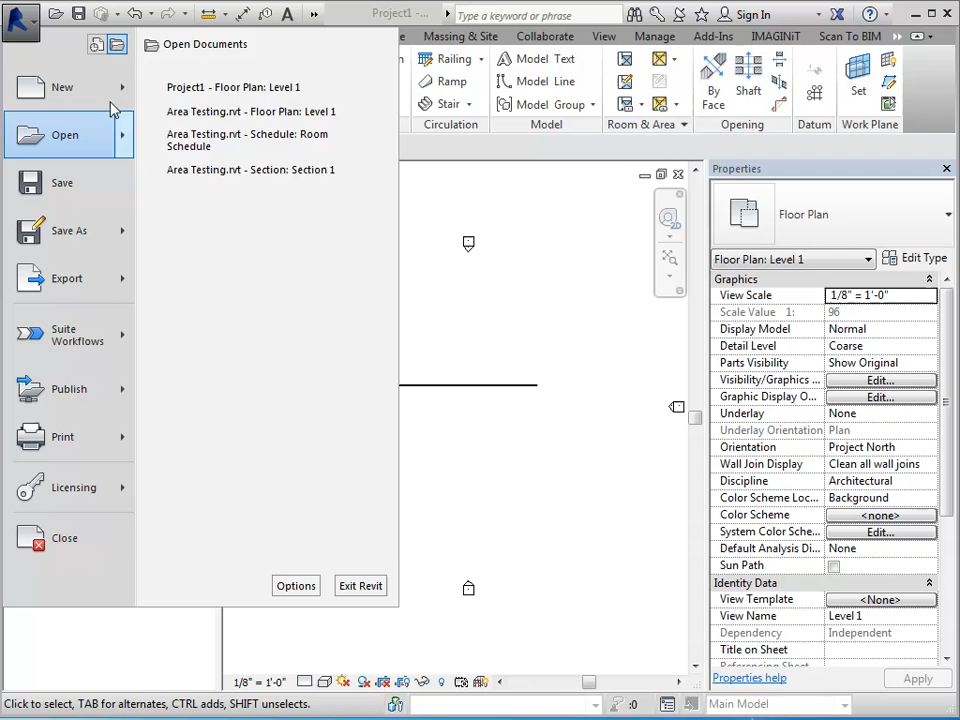 Project1 -
Type a keyword or phrase
Sign In
Massing & Site
Collaborate
View
Manage
Add-Ins
IMAGINiT
Scan To BIM
Railing
Ramp
Stair
Circulation
Model Text
Model Line
Model Group
Model
Room & Area
By
Face
Shaft
Opening
Datum
Set
Work Plane
Open Documents
New
Open
Save
Save As
Export
Suite
Workflows
Publish
Print
Licensing
Close
Project1 - Floor Plan: Level 1
Area Testing.rvt - Floor Plan: Level 1
Area Testing.rvt - Schedule: Room
Schedule
Area Testing.rvt - Section: Section 1
Options
Exit Revit
2D
Properties
Floor Plan
Floor Plan: Level 1
Edit Type
Graphics
View Scale 1/8" = 1'-0"
Scale Value 1: 96
Display Model Normal
Detail Level Coarse
Parts Visibility Show Original
Visibility/Graphics ... Edit...
Graphic Display O... Edit...
Underlay None
Underlay Orientation Plan
Orientation Project North
Wall Join Display Clean all wall joins
Discipline Architectural
Color Scheme Loc... Background
Color Scheme <none>
System Color Sche... Edit...
Default Analysis Di... None
Sun Path
Identity Data
View Template <None>
View Name Level 1
Dependency Independent
Title on Sheet
Referencing Sheet
Properties help
Apply
1/8" = 1'-0"
Click to select, TAB for alternates, CTRL adds, SHIFT unselects.
:0
Main Model